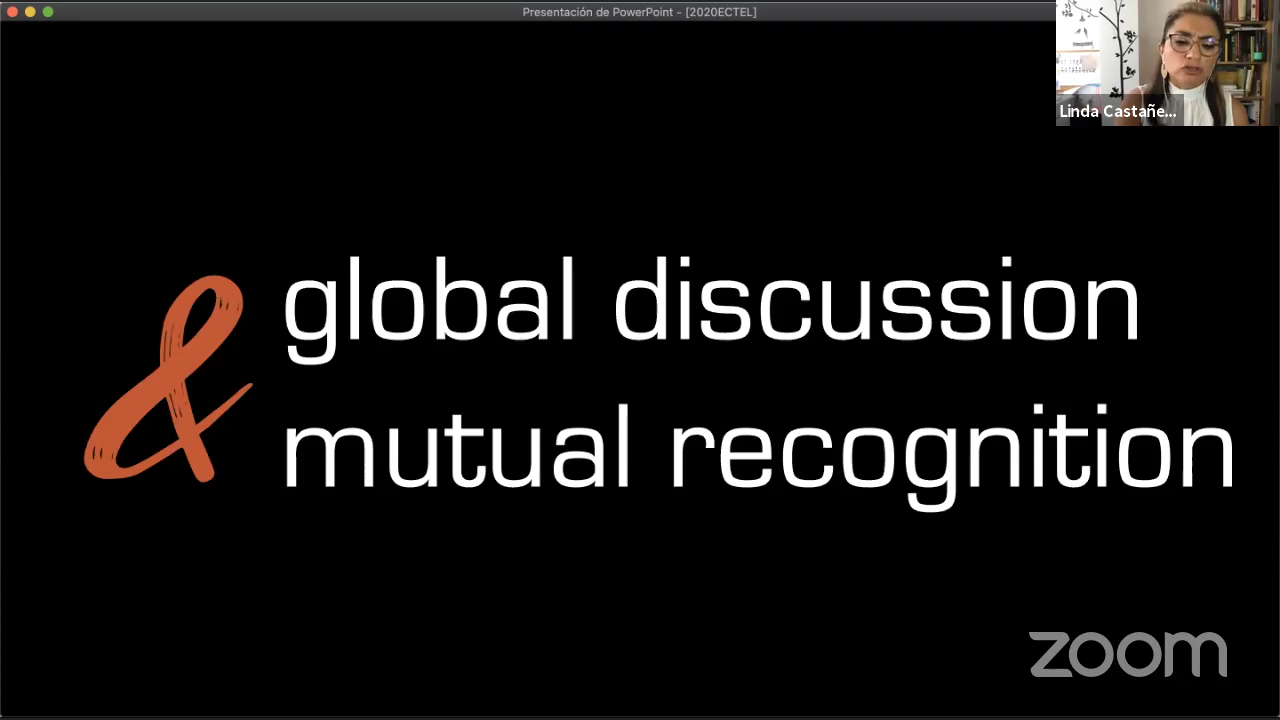 Presentación de PowerPoint - [2020ECTEL]
Linda Castañe...
& global discussion
mutual recognition
zoom